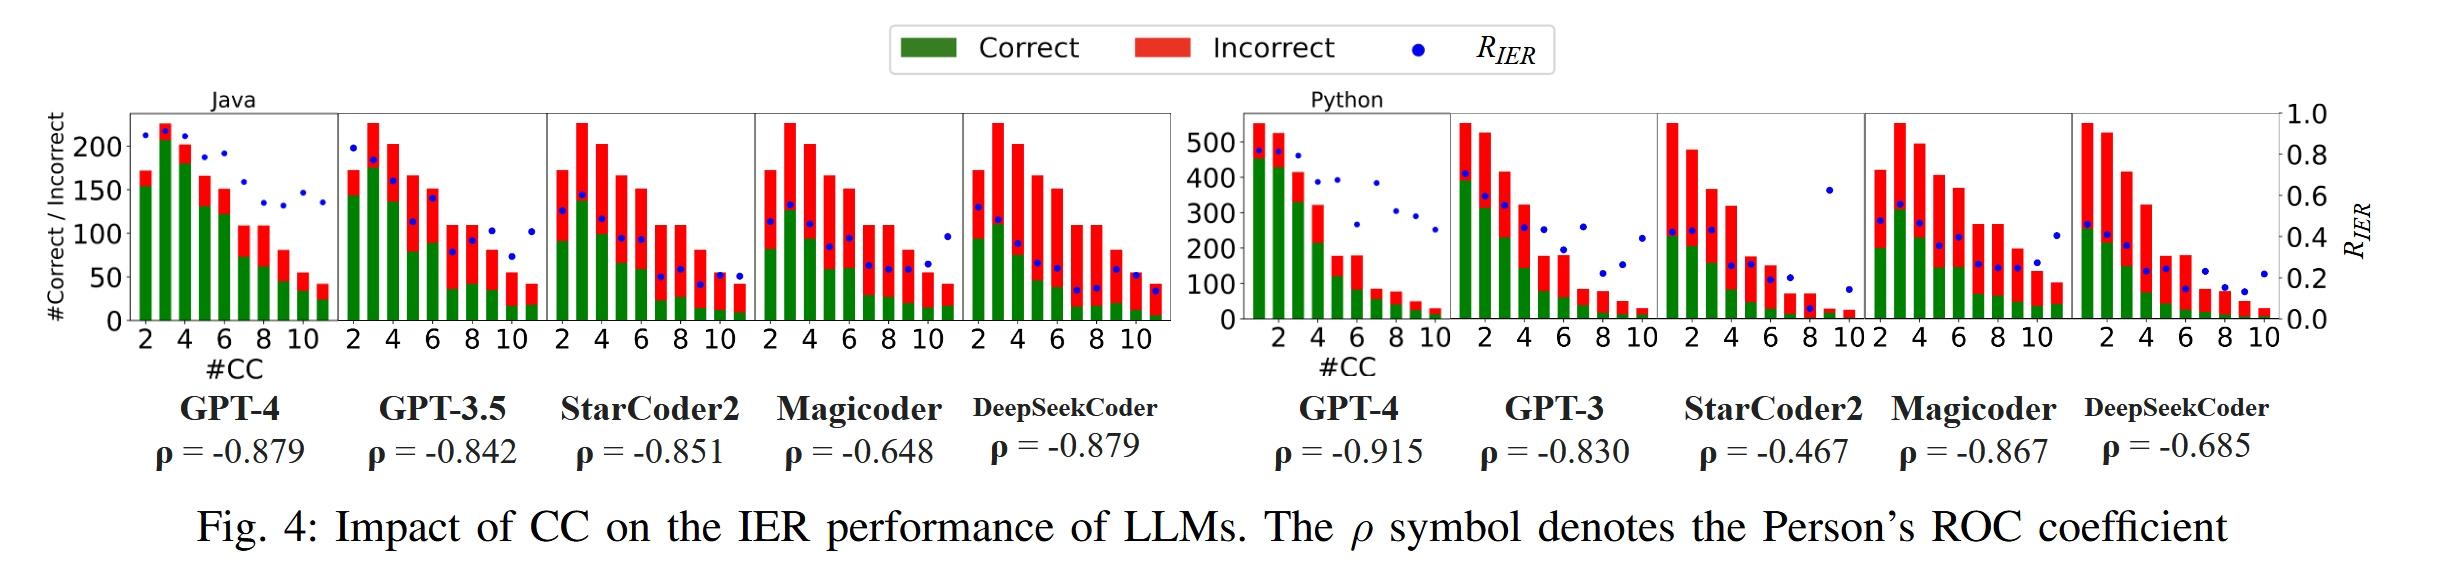 Correct Incorrect R_IER
Java Python
#Correct / Incorrect
200
150
100
50
0
500
400
300
200
100
0
1.0
0.8
0.6
0.4
0.2
0.0
R_IER
2 4 6 8 10 2 4 6 8 10 2 4 6 8 10 2 4 6 8 10 2 4 6 8 10
2 4 6 8 10 2 4 6 8 10 2 4 6 8 10 2 4 6 8 10 2 4 6 8 10
#CC #CC
GPT-4 GPT-3.5 StarCoder2 Magicoder DeepSeekCoder GPT-4 GPT-3 StarCoder2 Magicoder DeepSeekCoder
ρ = -0.879 ρ = -0.842 ρ = -0.851 ρ = -0.648 ρ = -0.879 ρ = -0.915 ρ = -0.830 ρ = -0.467 ρ = -0.867 ρ = -0.685
Fig. 4: Impact of CC on the IER performance of LLMs. The ρ symbol denotes the Person's ROC coefficient